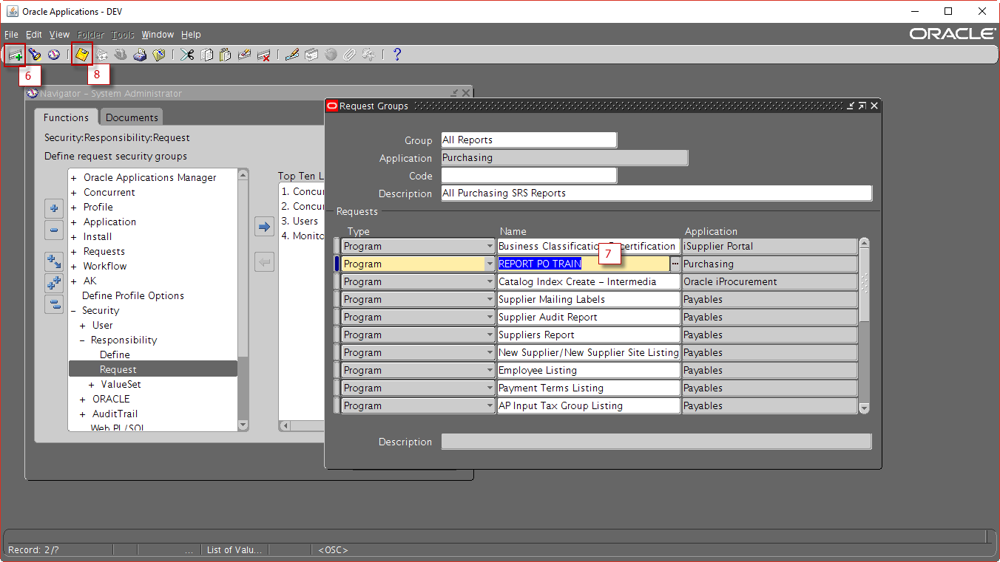 Oracle Applications - DEV
File Edit View Folder Tools Window Help
ORACLE
6
8
Navigator – System Administrator
Functions
Documents
Security:Responsibility:Request
Define request security groups
+ Oracle Applications Manager
+ Concurrent
+ Profile
+ Application
+ Install
+ Requests
+ Workflow
+ AK
Define Profile Options
– Security
+ User
– Responsibility
Define
Request
+ ValueSet
+ ORACLE
+ AuditTrail
Web PL/SQL
Top Ten L
1. Concur
2. Concur
3. Users
4. Monito
Request Groups
Group All Reports
Application Purchasing
Code
Description All Purchasing SRS Reports
Requests
Type Name Application
Program Business Classification certification iSupplier Portal
7
Program REPORT PO TRAIN ... Purchasing
Program Catalog Index Create – Intermedia Oracle iProcurement
Program Supplier Mailing Labels Payables
Program Supplier Audit Report Payables
Program Suppliers Report Payables
Program New Supplier/New Supplier Site Listing Payables
Program Employee Listing Payables
Program Payment Terms Listing Payables
Program AP Input Tax Group Listing Payables
Description
Record: 2/? ... List of Valu... <OSC>